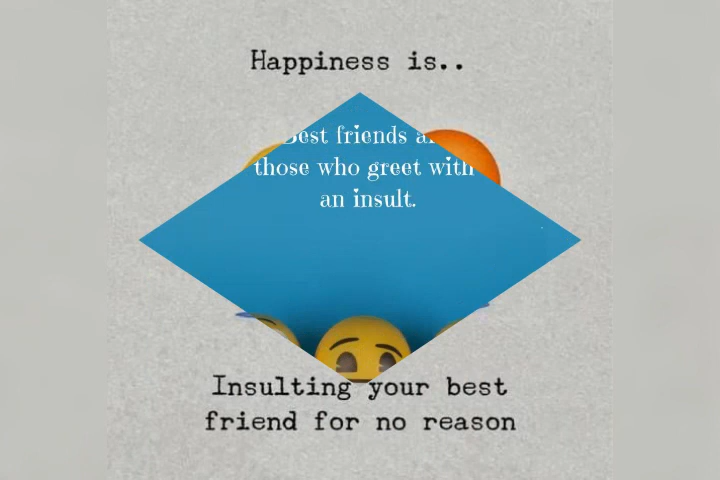 Happiness is..
Best friends
those who greet with
an insult.
Insulting your best
friend for no reason